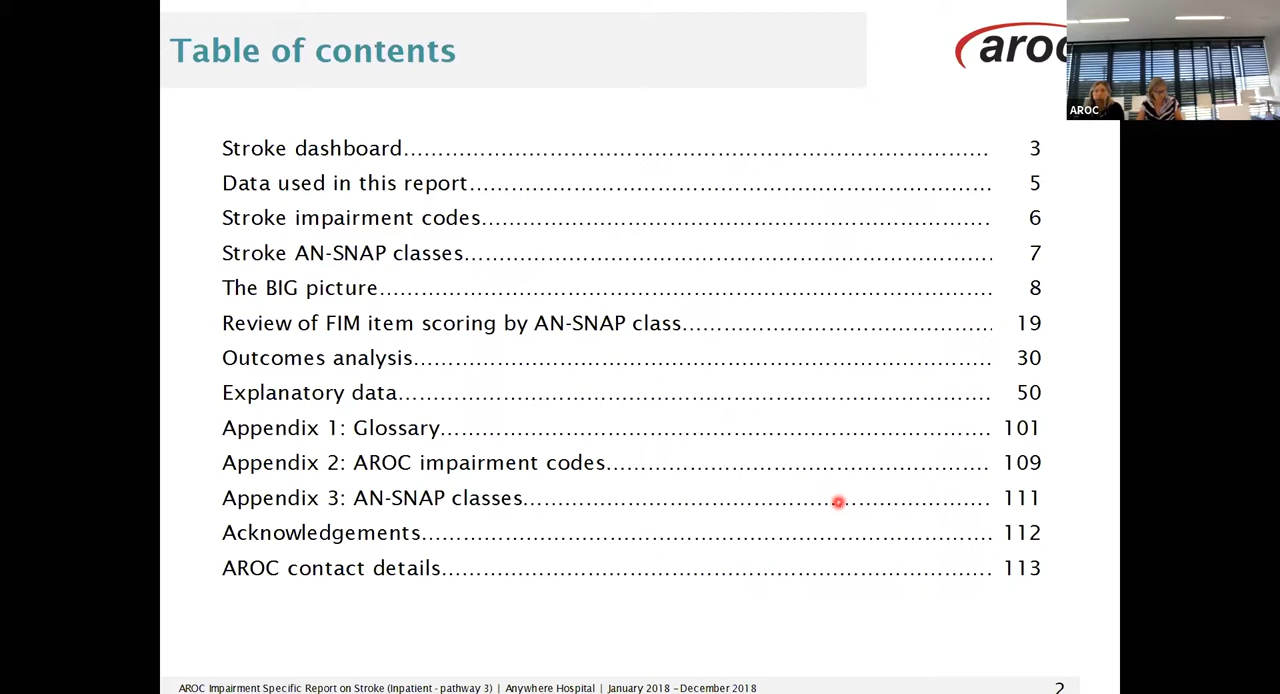 Table of contents
aroc
AROC
Stroke dashboard........................................................................ 3
Data used in this report.............................................................. 5
Stroke impairment codes............................................................ 6
Stroke AN-SNAP classes.............................................................. 7
The BIG picture........................................................................... 8
Review of FIM item scoring by AN-SNAP class.................................... 19
Outcomes analysis...................................................................... 30
Explanatory data......................................................................... 50
Appendix 1: Glossary................................................................... 101
Appendix 2: AROC impairment codes............................................. 109
Appendix 3: AN-SNAP classes....................................................... 111
Acknowledgements..................................................................... 112
AROC contact details................................................................... 113
AROC Impairment Specific Report on Stroke (Inpatient - pathway 3) | Anywhere Hospital | January 2018 – December 2018 2